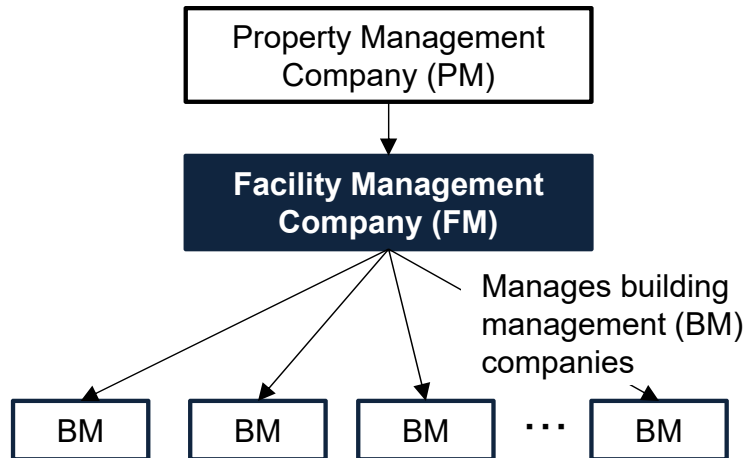 Property Management
Company (PM)
Facility Management
Company (FM)
Manages building
management (BM)
companies
BM
BM
BM
...
BM